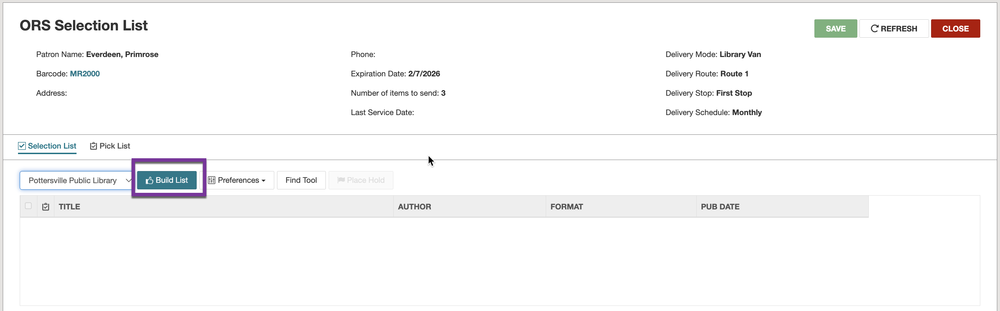 ORS Selection List
SAVE REFRESH CLOSE
Patron Name: Everdeen, Primrose Phone: Delivery Mode: Library Van
Barcode: MR2000 Expiration Date: 2/7/2026 Delivery Route: Route 1
Address: Number of items to send: 3 Delivery Stop: First Stop
Last Service Date: Delivery Schedule: Monthly
Selection List Pick List
Pottersville Public Library Build List Preferences Find Tool Place Hold
TITLE AUTHOR FORMAT PUB DATE